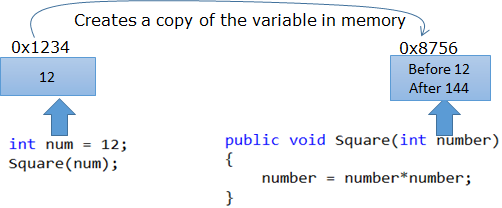 Creates a copy of the variable in memory
0x1234
0x8756
12
Before 12
After 144
int num = 12;
Square(num);
public void Square(int number)
{
number = number*number;
}